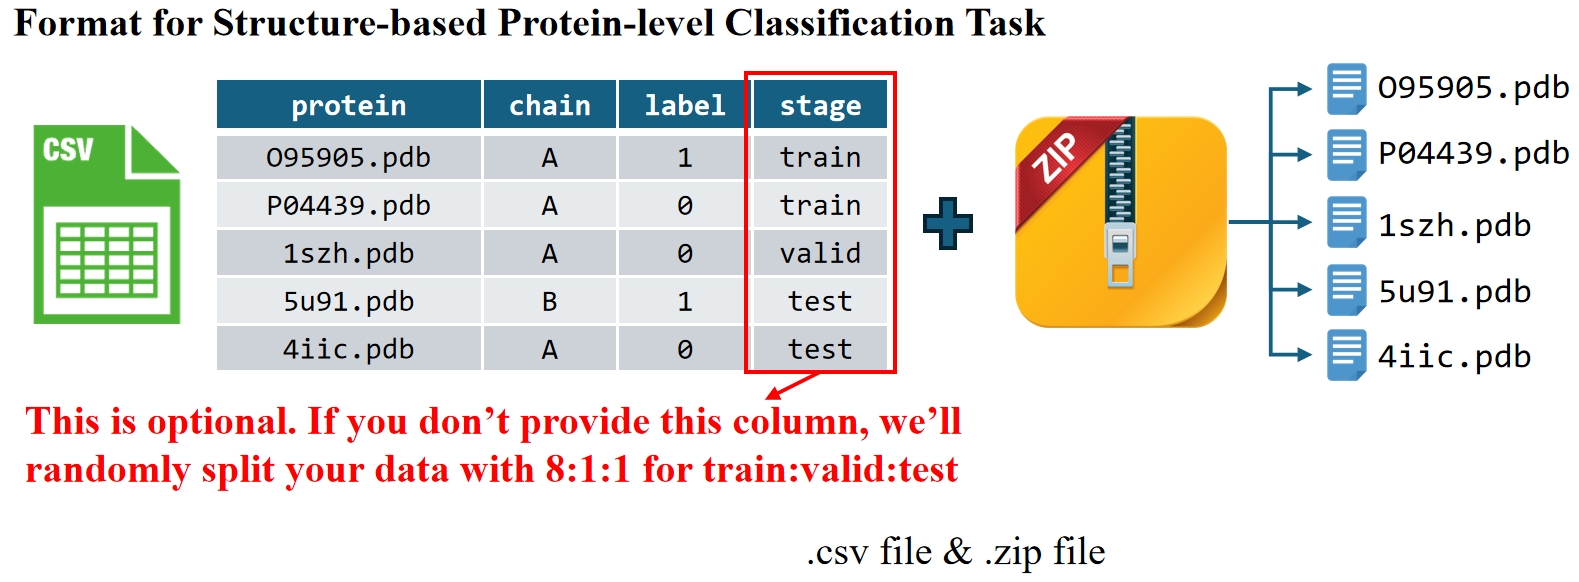 Format for Structure-based Protein-level Classification Task
CSV
protein chain label stage
O95905.pdb A 1 train
P04439.pdb A 0 train
1szh.pdb A 0 valid
5u91.pdb B 1 test
4iic.pdb A 0 test
ZIP
O95905.pdb
P04439.pdb
1szh.pdb
5u91.pdb
4iic.pdb
This is optional. If you don’t provide this column, we’ll
randomly split your data with 8:1:1 for train:valid:test
.csv file & .zip file